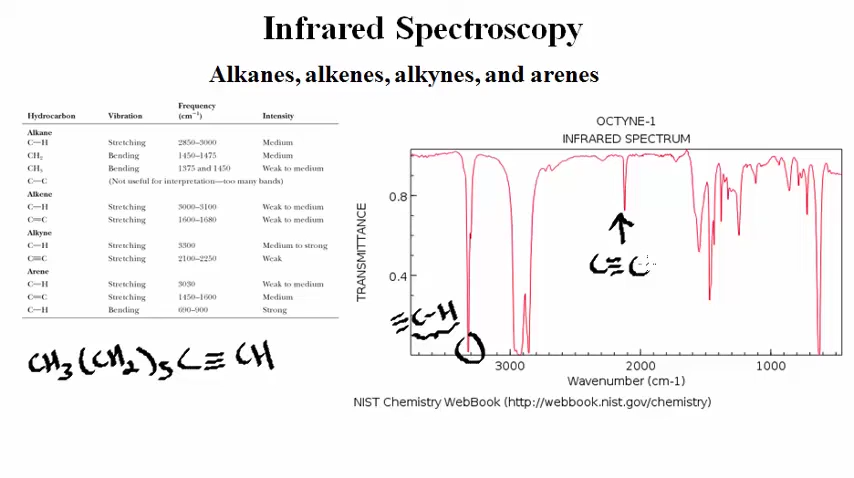 Infrared Spectroscopy
Alkanes, alkenes, alkynes, and arenes
Hydrocarbon Vibration Frequency (cm⁻¹) Intensity
Alkane
C—H Stretching 2850–3000 Medium
CH₂ Bending 1450–1475 Medium
CH₃ Bending 1375 and 1450 Weak to medium
C—C (Not useful for interpretation—too many bands)
Alkene
C—H Stretching 3000–3100 Weak to medium
C=C Stretching 1600–1680 Weak to medium
Alkyne
C—H Stretching 3300 Medium to strong
C≡C Stretching 2100–2250 Weak
Arene
C—H Stretching 3030 Weak to medium
C=C Stretching 1450–1600 Medium
C—H Bending 690–900 Strong
CH₃(CH₂)₅C≡CH
OCTYNE-1
INFRARED SPECTRUM
TRANSMITTANCE
0.8
0.4
C≡C
≡C-H
3000 2000 1000
Wavenumber (cm-1)
NIST Chemistry WebBook (http://webbook.nist.gov/chemistry)